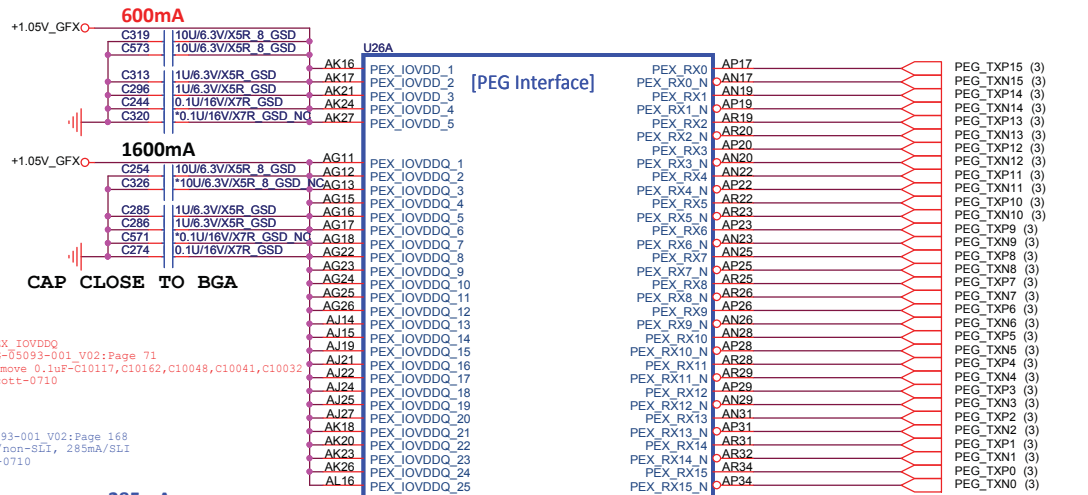 600mA
+1.05V_GFX
C319 10U/6.3V/X5R_8_GSD
C573 10U/6.3V/X5R_8_GSD
C313 1U/6.3V/X5R_GSD
C296 1U/6.3V/X5R_GSD
C244 0.1U/16V/X7R_GSD
C320 *0.1U/16V/X7R_GSD_NC
1600mA
+1.05V_GFX
C254 10U/6.3V/X5R_8_GSD
C326 *10U/6.3V/X5R_8_GSD_NC
C285 1U/6.3V/X5R_GSD
C286 1U/6.3V/X5R_GSD
C571 *0.1U/16V/X7R_GSD_NC
C274 0.1U/16V/X7R_GSD
CAP CLOSE TO BGA
EX_IOVDDQ
-05093-001_V02:Page 71
move 0.1uF-C10117,C10162,C10048,C10041,C10032
ott-0710
93-001_V02:Page 168
/non-SLI, 285mA/SLI
-0710
U26A
[PEG Interface]
AK16 PEX_IOVDD_1
AK17 PEX_IOVDD_2
AK21 PEX_IOVDD_3
AK24 PEX_IOVDD_4
AK27 PEX_IOVDD_5
AG11 PEX_IOVDDQ_1
AG12 PEX_IOVDDQ_2
AG13 PEX_IOVDDQ_3
AG15 PEX_IOVDDQ_4
AG16 PEX_IOVDDQ_5
AG17 PEX_IOVDDQ_6
AG18 PEX_IOVDDQ_7
AG22 PEX_IOVDDQ_8
AG23 PEX_IOVDDQ_9
AG24 PEX_IOVDDQ_10
AG25 PEX_IOVDDQ_11
AG26 PEX_IOVDDQ_12
AJ14 PEX_IOVDDQ_13
AJ15 PEX_IOVDDQ_14
AJ19 PEX_IOVDDQ_15
AJ21 PEX_IOVDDQ_16
AJ22 PEX_IOVDDQ_17
AJ24 PEX_IOVDDQ_18
AJ25 PEX_IOVDDQ_19
AJ27 PEX_IOVDDQ_20
AK18 PEX_IOVDDQ_21
AK20 PEX_IOVDDQ_22
AK23 PEX_IOVDDQ_23
AK26 PEX_IOVDDQ_24
AL16 PEX_IOVDDQ_25
PEX_RX0 AP17 PEG_TXP15 (3)
PEX_RX0_N AN17 PEG_TXN15 (3)
PEX_RX1 AN19 PEG_TXP14 (3)
PEX_RX1_N AP19 PEG_TXN14 (3)
PEX_RX2 AR19 PEG_TXP13 (3)
PEX_RX2_N AR20 PEG_TXN13 (3)
PEX_RX3 AP20 PEG_TXP12 (3)
PEX_RX3_N AN20 PEG_TXN12 (3)
PEX_RX4 AN22 PEG_TXP11 (3)
PEX_RX4_N AP22 PEG_TXN11 (3)
PEX_RX5 AR22 PEG_TXP10 (3)
PEX_RX5_N AR23 PEG_TXN10 (3)
PEX_RX6 AP23 PEG_TXP9 (3)
PEX_RX6_N AN23 PEG_TXN9 (3)
PEX_RX7 AN25 PEG_TXP8 (3)
PEX_RX7_N AP25 PEG_TXN8 (3)
PEX_RX8 AR25 PEG_TXP7 (3)
PEX_RX8_N AR26 PEG_TXN7 (3)
PEX_RX9 AP26 PEG_TXP6 (3)
PEX_RX9_N AN26 PEG_TXN6 (3)
PEX_RX10 AN28 PEG_TXP5 (3)
PEX_RX10_N AP28 PEG_TXN5 (3)
PEX_RX11 AR28 PEG_TXP4 (3)
PEX_RX11_N AR29 PEG_TXN4 (3)
PEX_RX12 AP29 PEG_TXP3 (3)
PEX_RX12_N AN29 PEG_TXN3 (3)
PEX_RX13 AN31 PEG_TXP2 (3)
PEX_RX13_N AP31 PEG_TXN2 (3)
PEX_RX14 AR31 PEG_TXP1 (3)
PEX_RX14_N AR32 PEG_TXN1 (3)
PEX_RX15 AR34 PEG_TXP0 (3)
PEX_RX15_N AP34 PEG_TXN0 (3)